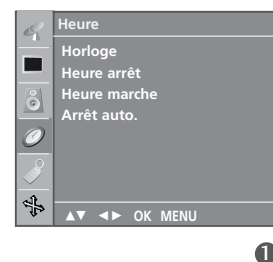 Heure
Horloge
Heure arrêt
Heure marche
Arrêt auto.
▲▼ ◄► OK MENU
1